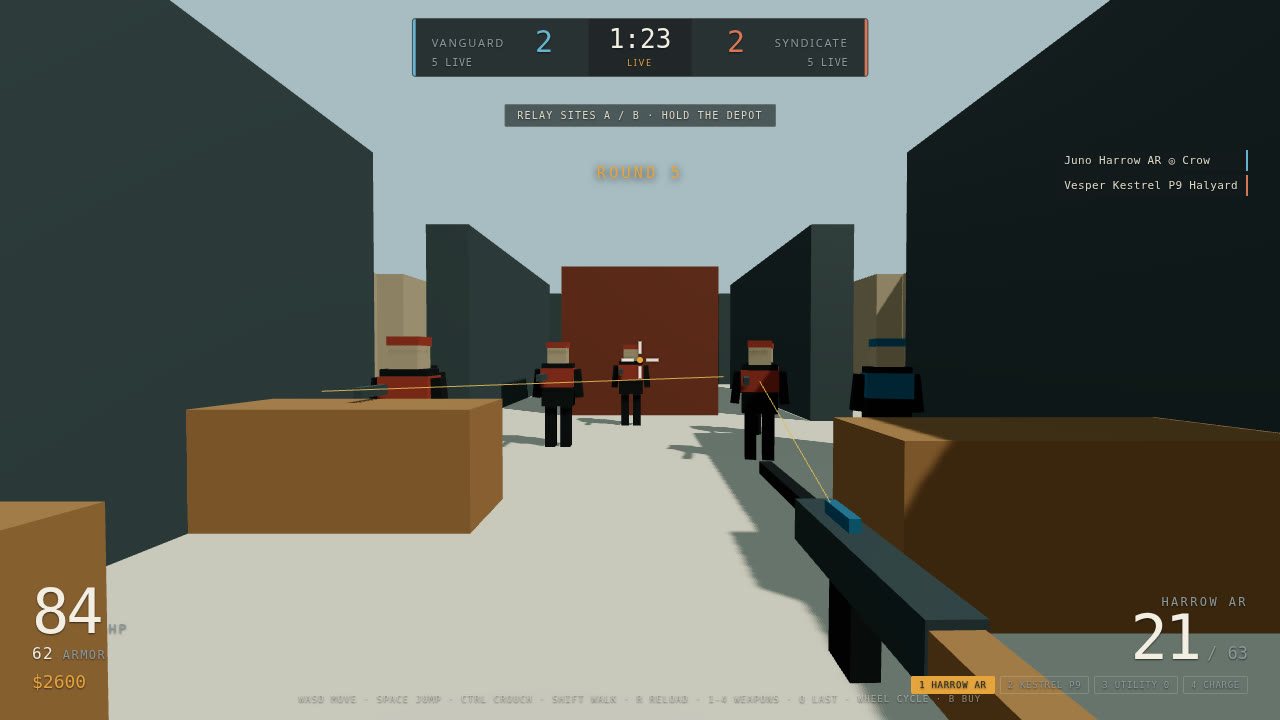 VANGUARD 2 1:23 2 SYNDICATE
5 LIVE LIVE 5 LIVE
RELAY SITES A / B · HOLD THE DEPOT
ROUND 5
Juno Harrow AR ◎ Crow
Vesper Kestrel P9 Halyard
84 HP
62 ARMOR
$2600
HARROW AR
21 / 63
1 HARROW AR 2 KESTREL P9 3 UTILITY 0 4 CHARGE
WASD MOVE · SPACE JUMP · CTRL CROUCH · SHIFT WALK · R RELOAD · 1-4 WEAPONS · Q LAST · WHEEL CYCLE · B BUY